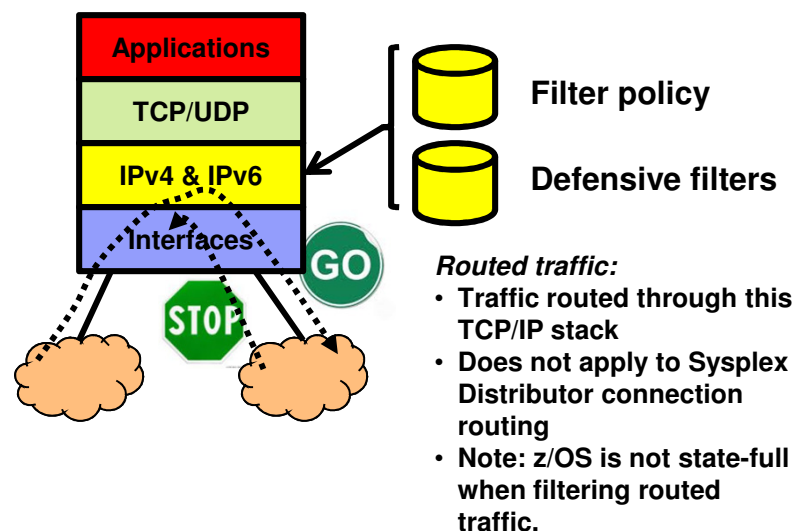 Applications
TCP/UDP
IPv4 & IPv6
Interfaces
Filter policy
Defensive filters
GO
STOP
Routed traffic:
• Traffic routed through this
TCP/IP stack
• Does not apply to Sysplex
Distributor connection
routing
• Note: z/OS is not state-full
when filtering routed
traffic.